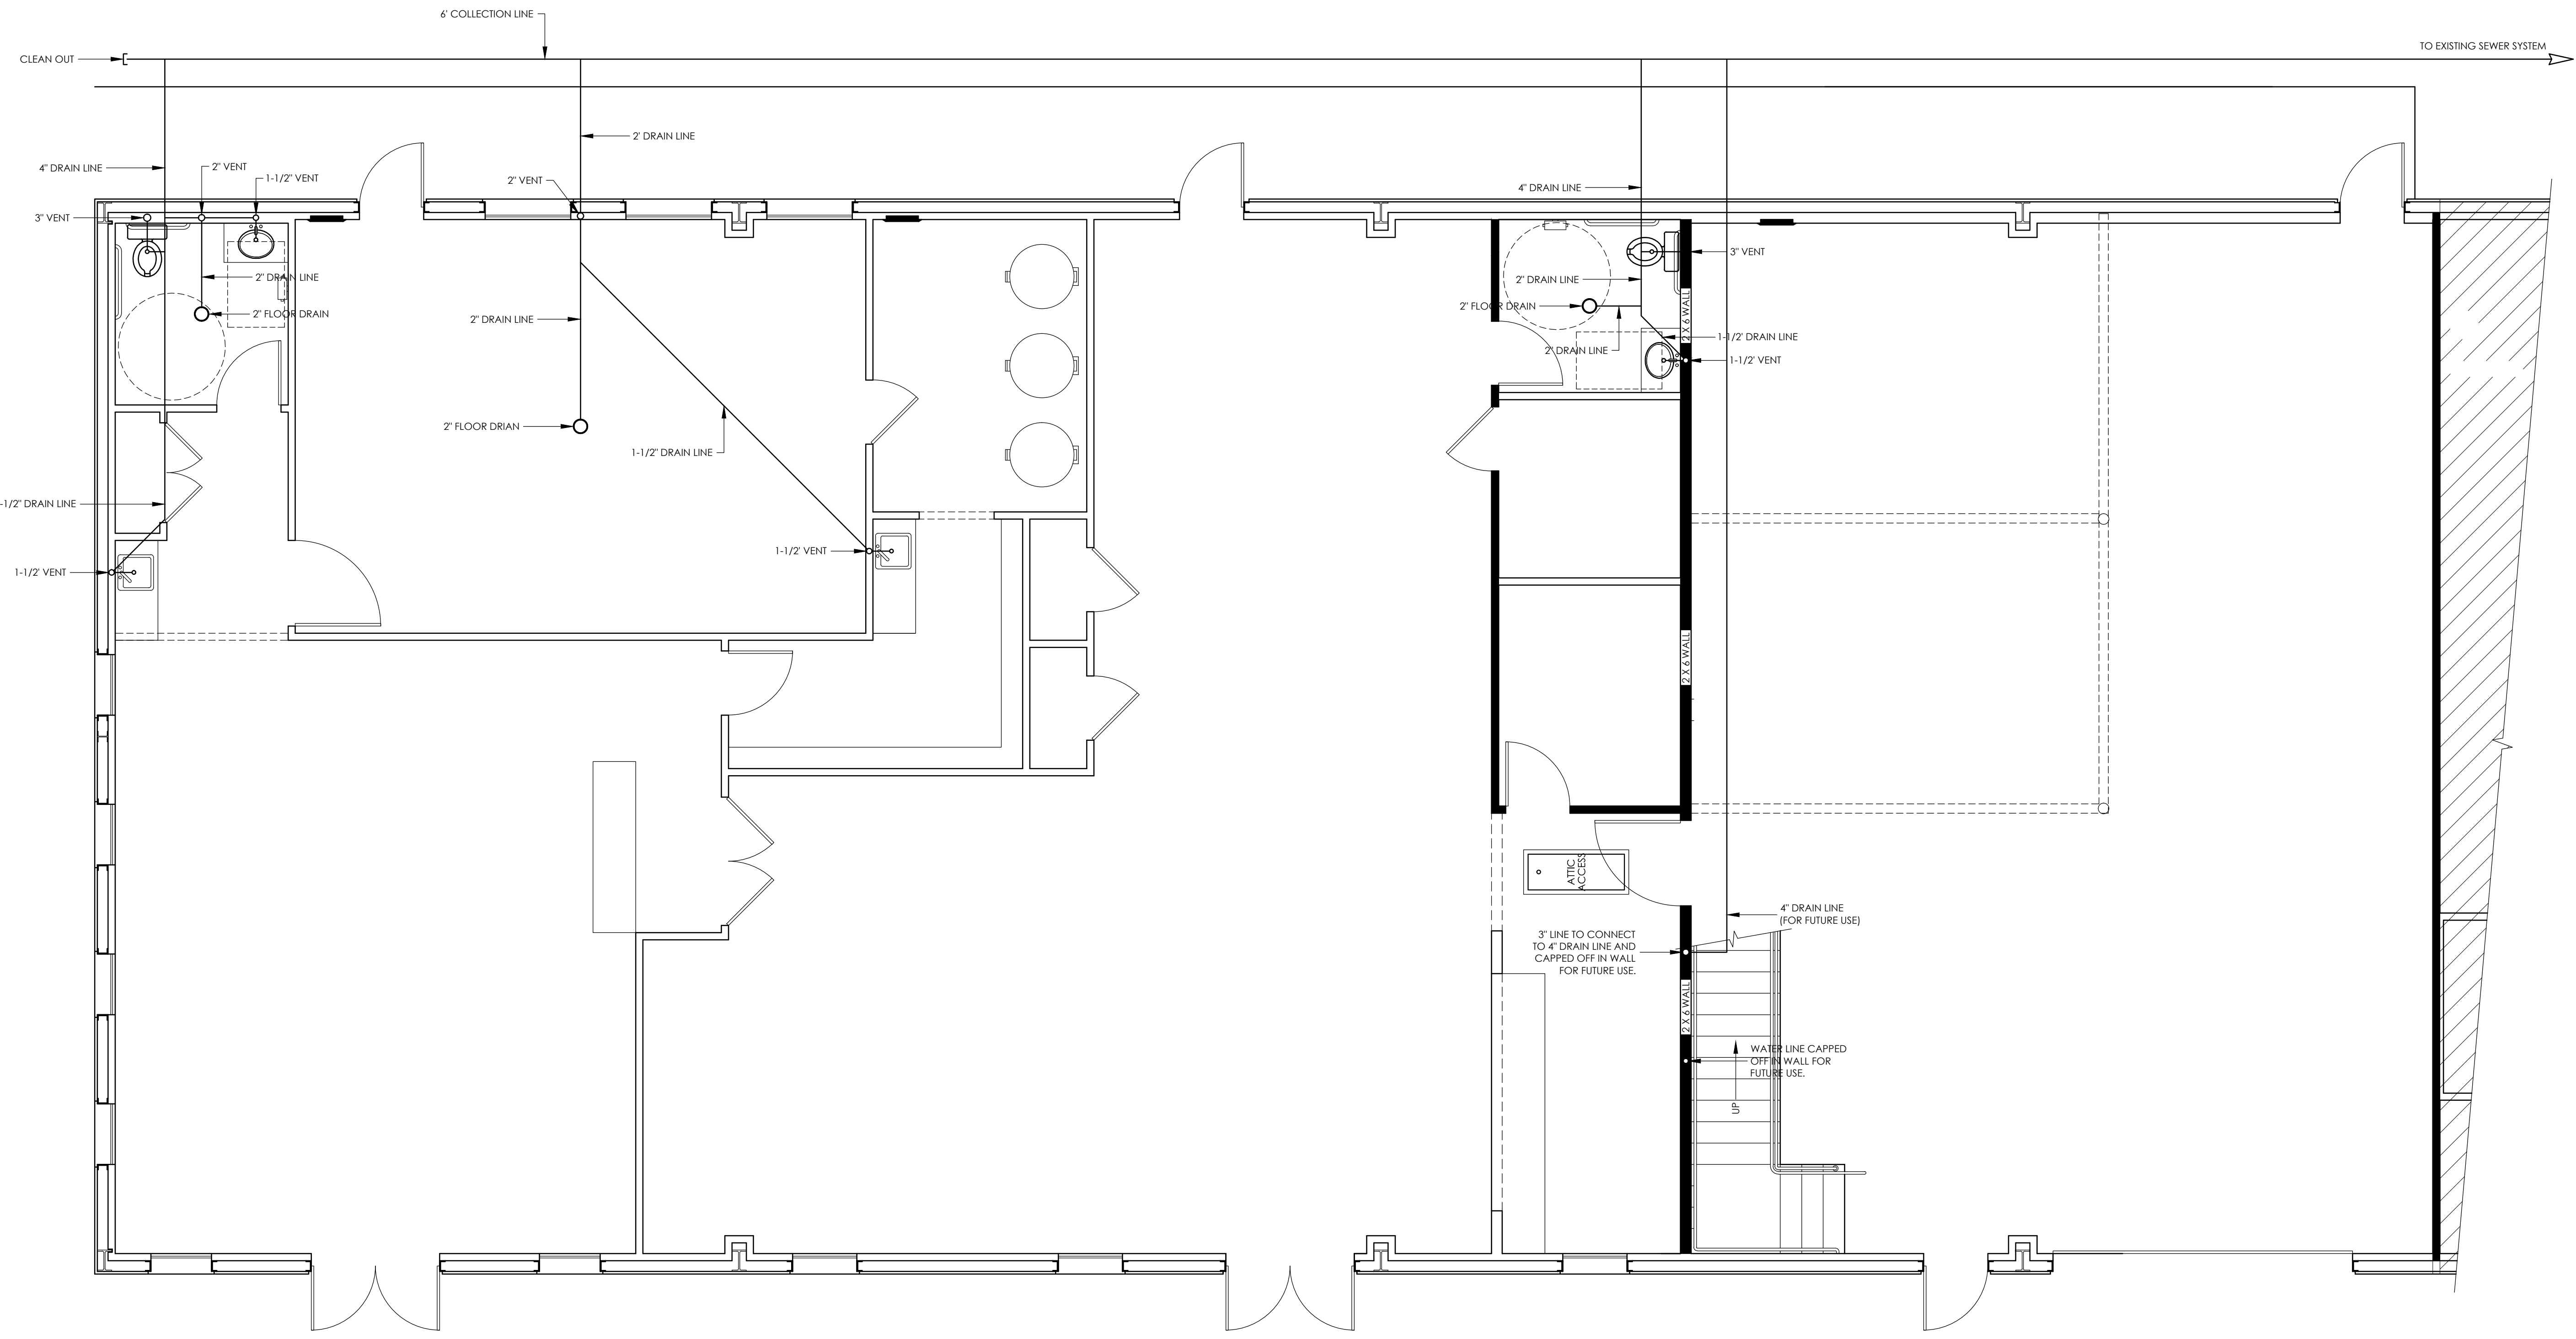 6' COLLECTION LINE
TO EXISTING SEWER SYSTEM
CLEAN OUT
2' DRAIN LINE
4" DRAIN LINE
2" VENT
1-1/2" VENT
2" VENT
4" DRAIN LINE
3" VENT
3" VENT
2" DRAIN LINE
2" DRAIN LINE
2" FLOOR DRAIN
2" FLOOR DRAIN
2 X 6 WALL
2" DRAIN LINE
1-1/2' DRAIN LINE
2' DRAIN LINE
1-1/2' VENT
2" FLOOR DRIAN
1-1/2" DRAIN LINE
-1/2" DRAIN LINE
1-1/2' VENT
1-1/2' VENT
2 X 6 WALL
ATTIC
ACCESS
4" DRAIN LINE
(FOR FUTURE USE)
3" LINE TO CONNECT
TO 4" DRAIN LINE AND
CAPPED OFF IN WALL
FOR FUTURE USE.
2 X 6 WALL
WATER LINE CAPPED
OFF IN WALL FOR
FUTURE USE.
UP